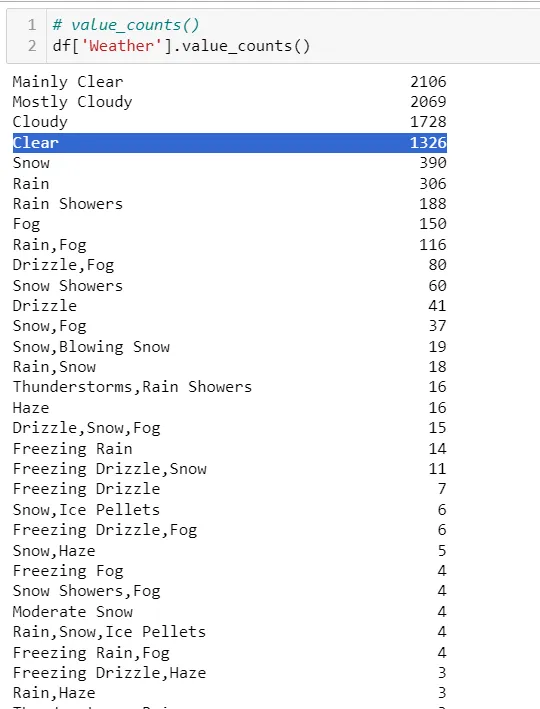 1 # value_counts()
2 df['Weather'].value_counts()
Mainly Clear 2106
Mostly Cloudy 2069
Cloudy 1728
Clear 1326
Snow 390
Rain 306
Rain Showers 188
Fog 150
Rain,Fog 116
Drizzle,Fog 80
Snow Showers 60
Drizzle 41
Snow,Fog 37
Snow,Blowing Snow 19
Rain,Snow 18
Thunderstorms,Rain Showers 16
Haze 16
Drizzle,Snow,Fog 15
Freezing Rain 14
Freezing Drizzle,Snow 11
Freezing Drizzle 7
Snow,Ice Pellets 6
Freezing Drizzle,Fog 6
Snow,Haze 5
Freezing Fog 4
Snow Showers,Fog 4
Moderate Snow 4
Rain,Snow,Ice Pellets 4
Freezing Rain,Fog 4
Freezing Drizzle,Haze 3
Rain,Haze 3